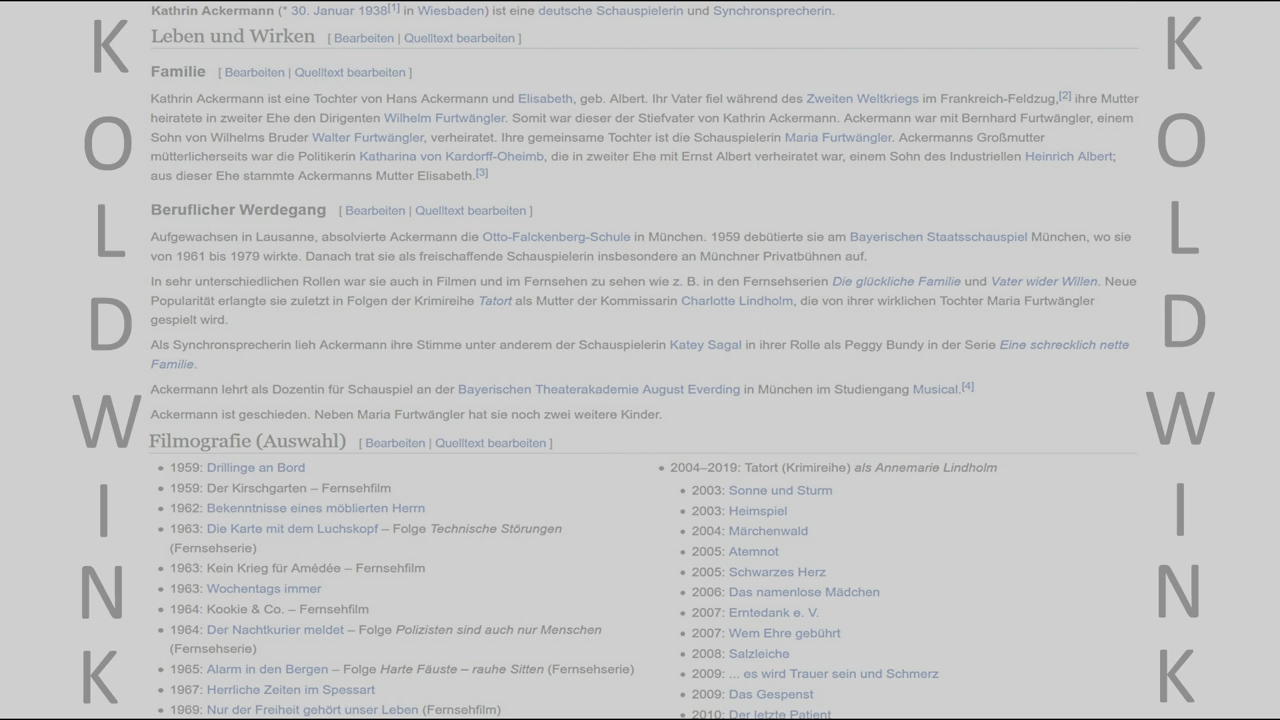 Kathrin Ackermann (* 30. Januar 1938[1] in Wiesbaden) ist eine deutsche Schauspielerin und Synchronsprecherin.
Leben und Wirken [ Bearbeiten | Quelltext bearbeiten ]
Familie [ Bearbeiten | Quelltext bearbeiten ]
Kathrin Ackermann ist eine Tochter von Hans Ackermann und Elisabeth, geb. Albert. Ihr Vater fiel während des Zweiten Weltkriegs im Frankreich-Feldzug,[2] ihre Mutter
heiratete in zweiter Ehe den Dirigenten Wilhelm Furtwängler. Somit war dieser der Stiefvater von Kathrin Ackermann. Ackermann war mit Bernhard Furtwängler, einem
Sohn von Wilhelms Bruder Walter Furtwängler, verheiratet. Ihre gemeinsame Tochter ist die Schauspielerin Maria Furtwängler. Ackermanns Großmutter
mütterlicherseits war die Politikerin Katharina von Kardorff-Oheimb, die in zweiter Ehe mit Ernst Albert verheiratet war, einem Sohn des Industriellen Heinrich Albert;
aus dieser Ehe stammte Ackermanns Mutter Elisabeth.[3]
Beruflicher Werdegang [ Bearbeiten | Quelltext bearbeiten ]
Aufgewachsen in Lausanne, absolvierte Ackermann die Otto-Falckenberg-Schule in München. 1959 debütierte sie am Bayerischen Staatsschauspiel München, wo sie
von 1961 bis 1979 wirkte. Danach trat sie als freischaffende Schauspielerin insbesondere an Münchner Privatbühnen auf.
In sehr unterschiedlichen Rollen war sie auch in Filmen und im Fernsehen zu sehen wie z. B. in den Fernsehserien Die glückliche Familie und Vater wider Willen. Neue
Popularität erlangte sie zuletzt in Folgen der Krimireihe Tatort als Mutter der Kommissarin Charlotte Lindholm, die von ihrer wirklichen Tochter Maria Furtwängler
gespielt wird.
Als Synchronsprecherin lieh Ackermann ihre Stimme unter anderem der Schauspielerin Katey Sagal in ihrer Rolle als Peggy Bundy in der Serie Eine schrecklich nette
Familie.
Ackermann lehrt als Dozentin für Schauspiel an der Bayerischen Theaterakademie August Everding in München im Studiengang Musical.[4]
Ackermann ist geschieden. Neben Maria Furtwängler hat sie noch zwei weitere Kinder.
Filmografie (Auswahl) [ Bearbeiten | Quelltext bearbeiten ]
• 1959: Drillinge an Bord
• 1959: Der Kirschgarten – Fernsehfilm
• 1962: Bekenntnisse eines möblierten Herrn
• 1963: Die Karte mit dem Luchskopf – Folge Technische Störungen
(Fernsehserie)
• 1963: Kein Krieg für Amédée – Fernsehfilm
• 1963: Wochentags immer
• 1964: Kookie & Co. – Fernsehfilm
• 1964: Der Nachtkurier meldet – Folge Polizisten sind auch nur Menschen
(Fernsehserie)
• 1965: Alarm in den Bergen – Folge Harte Fäuste – rauhe Sitten (Fernsehserie)
• 1967: Herrliche Zeiten im Spessart
• 1969: Nur der Freiheit gehört unser Leben (Fernsehfilm)
• 2004–2019: Tatort (Krimireihe) als Annemarie Lindholm
• 2003: Sonne und Sturm
• 2003: Heimspiel
• 2004: Märchenwald
• 2005: Atemnot
• 2005: Schwarzes Herz
• 2006: Das namenlose Mädchen
• 2007: Erntedank e. V.
• 2007: Wem Ehre gebührt
• 2008: Salzleiche
• 2009: ... es wird Trauer sein und Schmerz
• 2009: Das Gespenst
• 2010: Der letzte Patient
K
O
L
D
W
I
N
K
K
O
L
D
W
I
N
K